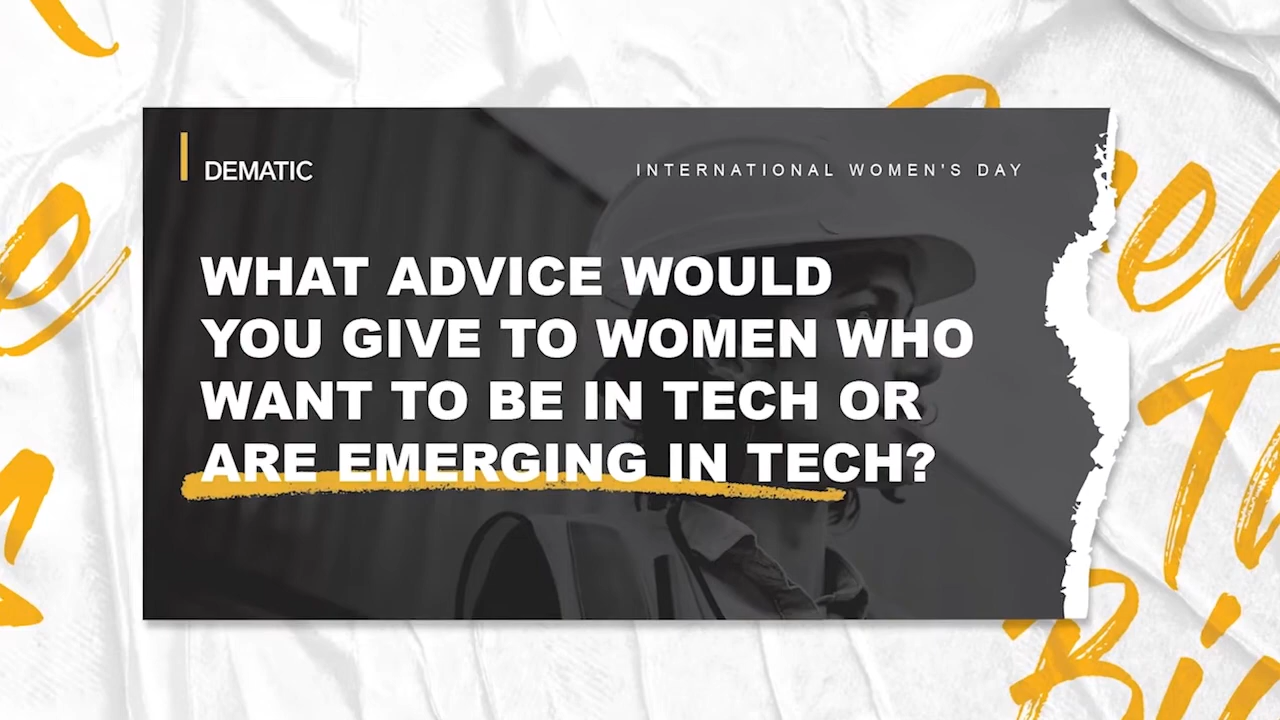 DEMATIC
INTERNATIONAL WOMEN'S DAY
WHAT ADVICE WOULD
YOU GIVE TO WOMEN WHO
WANT TO BE IN TECH OR
ARE EMERGING IN TECH?